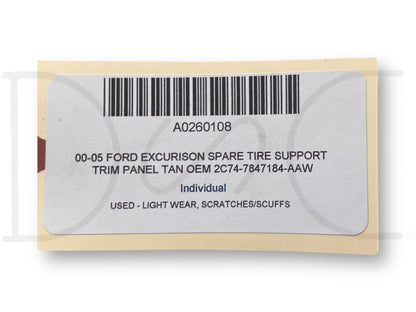 A0260108
00-05 FORD EXCURISON SPARE TIRE SUPPORT
TRIM PANEL TAN OEM 2C74-7847184-AAW
Individual
USED - LIGHT WEAR, SCRATCHES/SCUFFS